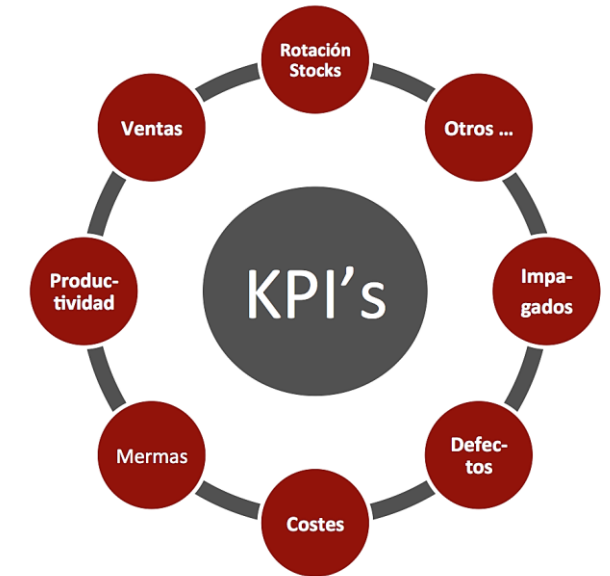 Rotación
Stocks
Ventas
Otros ...
Produc-
tividad
KPI's
Impa-
gados
Mermas
Defec-
tos
Costes